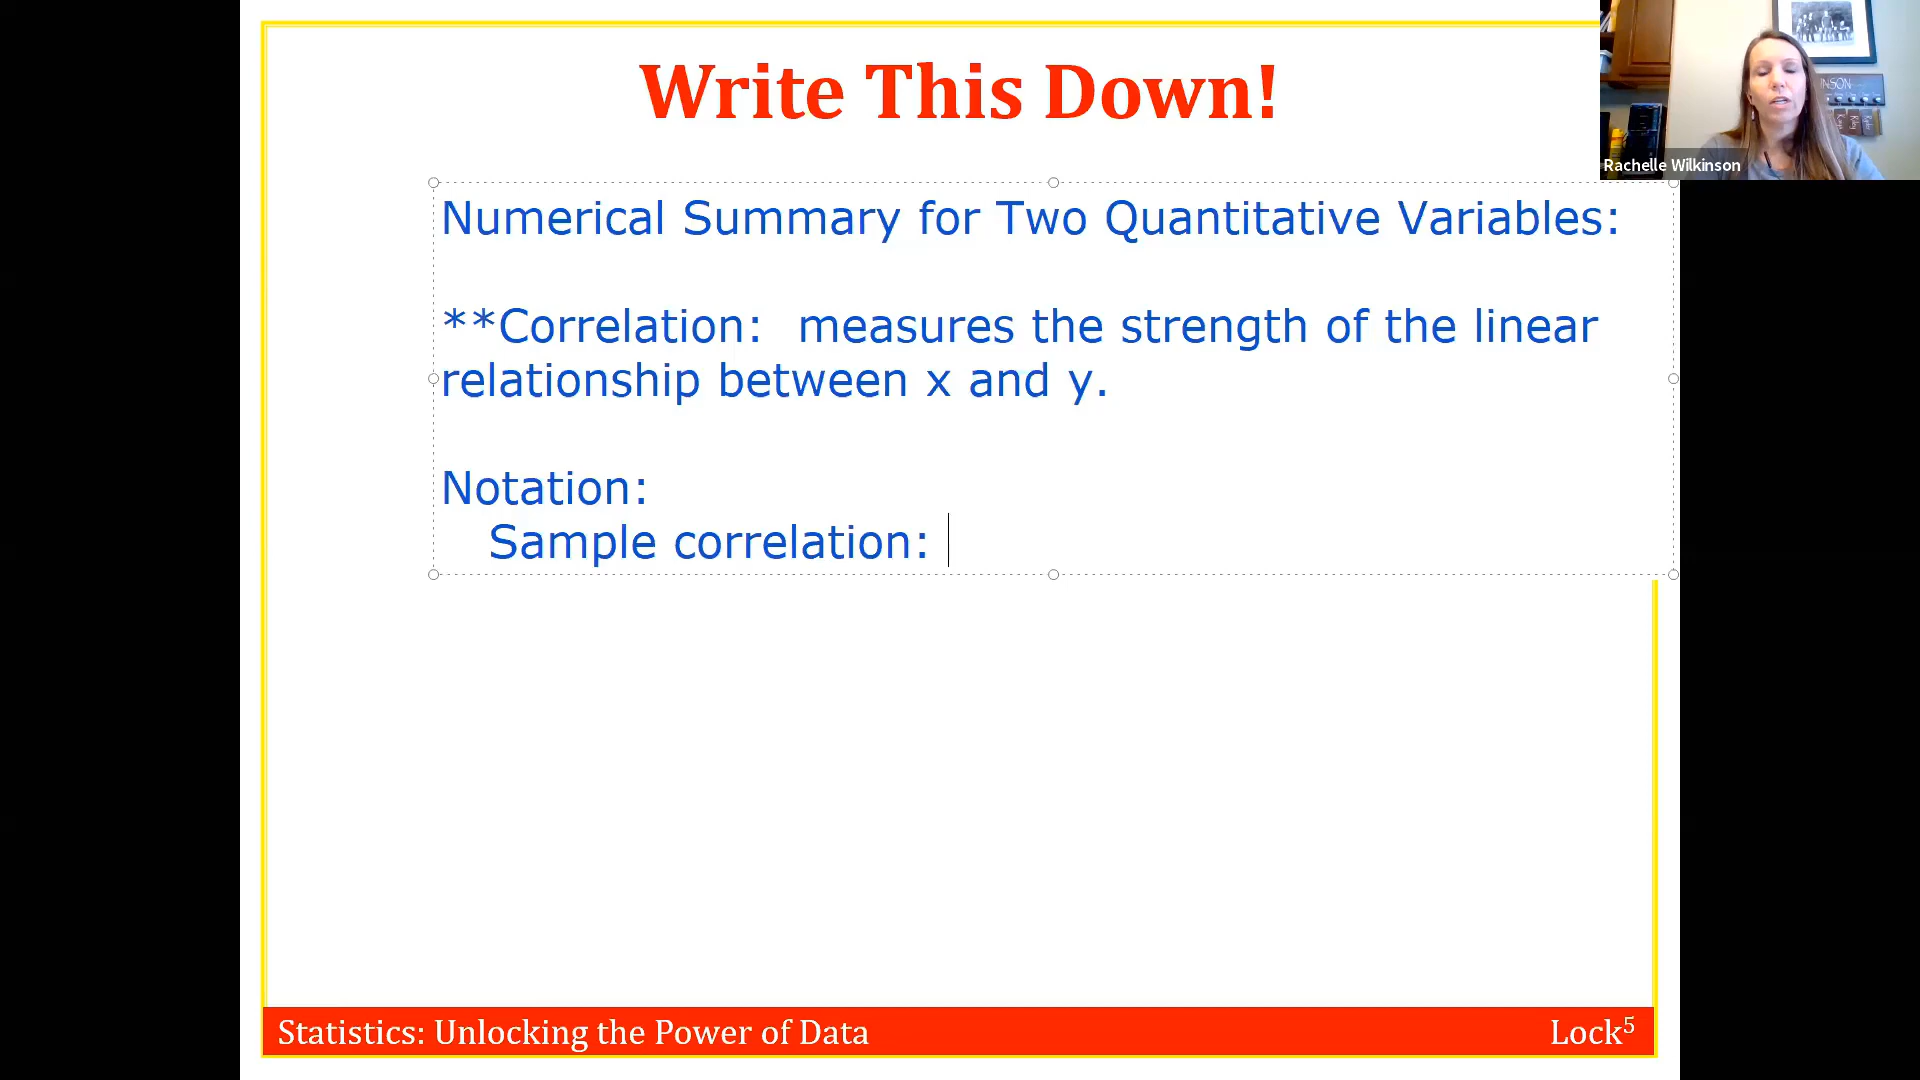 Write This Down!
Rachelle Wilkinson
Numerical Summary for Two Quantitative Variables:
**Correlation: measures the strength of the linear
relationship between x and y.
Notation:
Sample correlation:
Statistics: Unlocking the Power of Data
Lock⁵